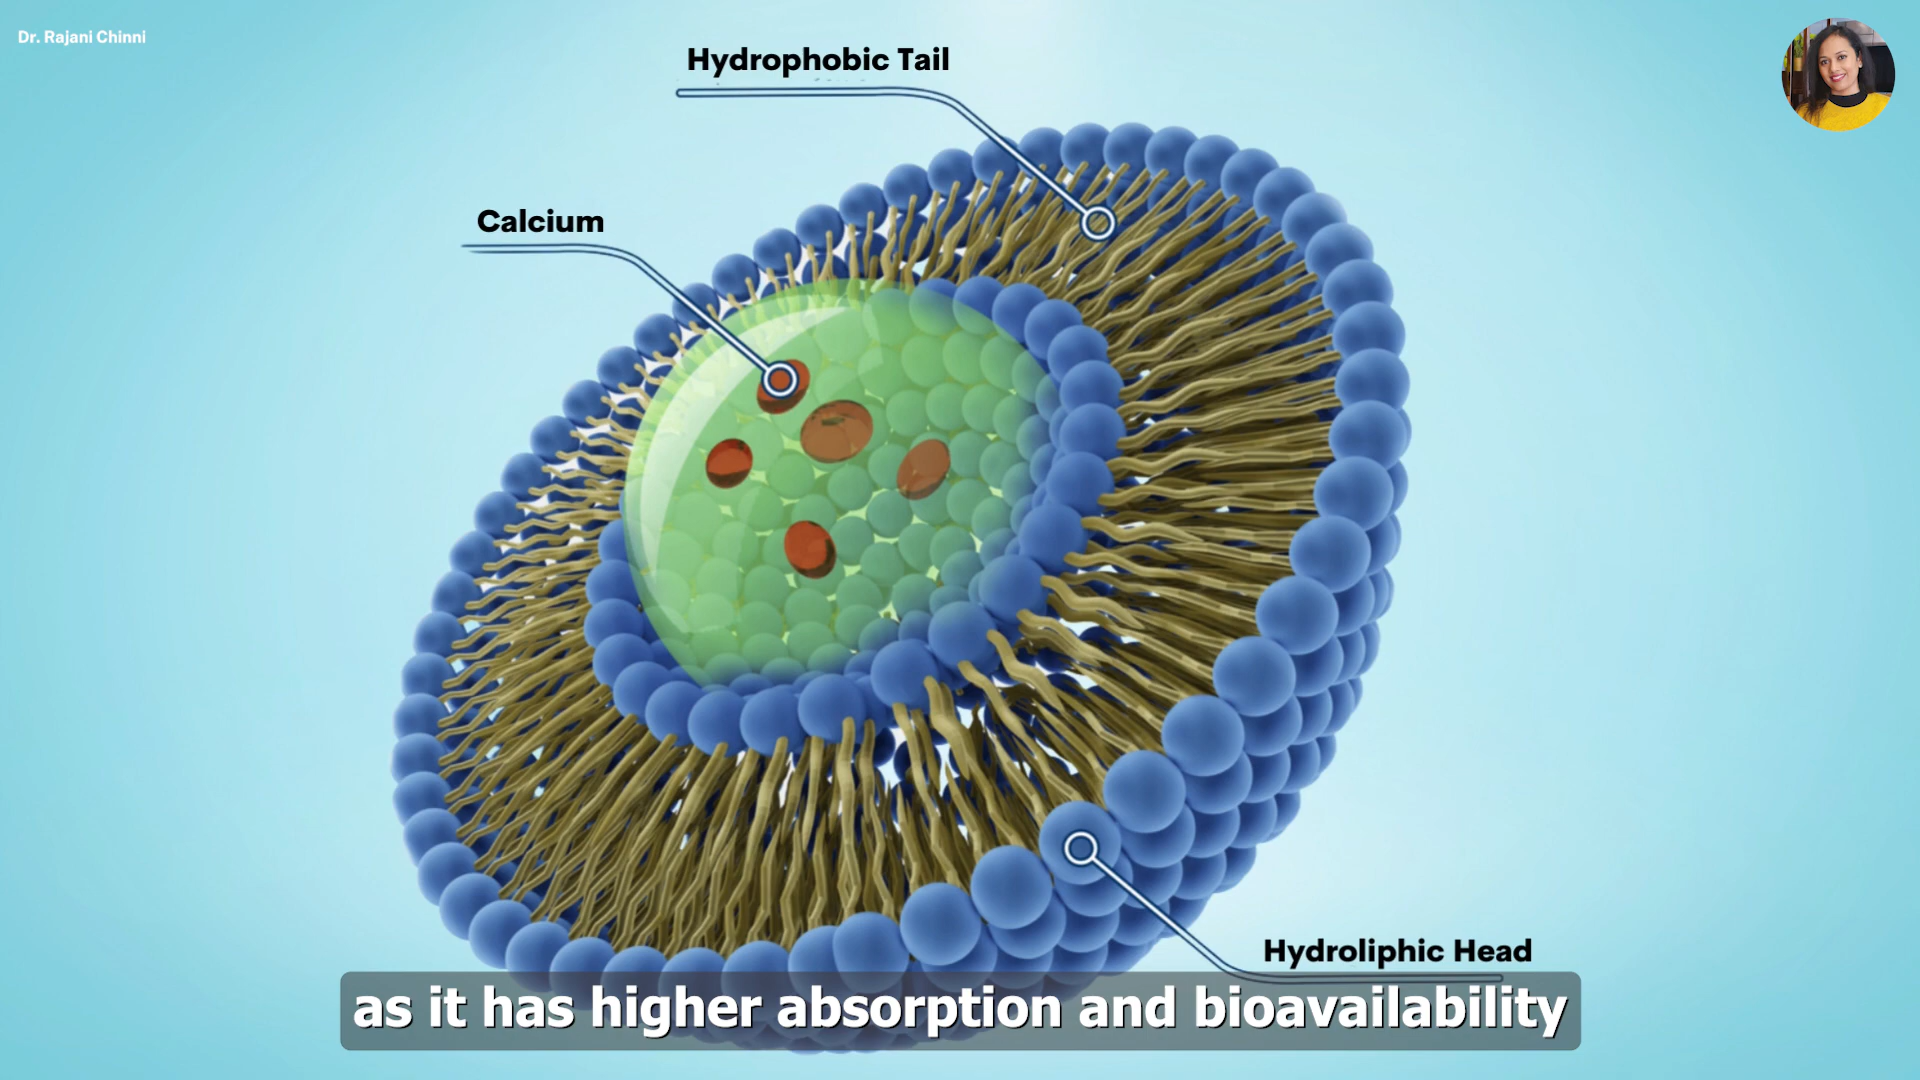 Dr. Rajani Chinni
Hydrophobic Tail
Calcium
Hydroliphic Head
as it has higher absorption and bioavailability